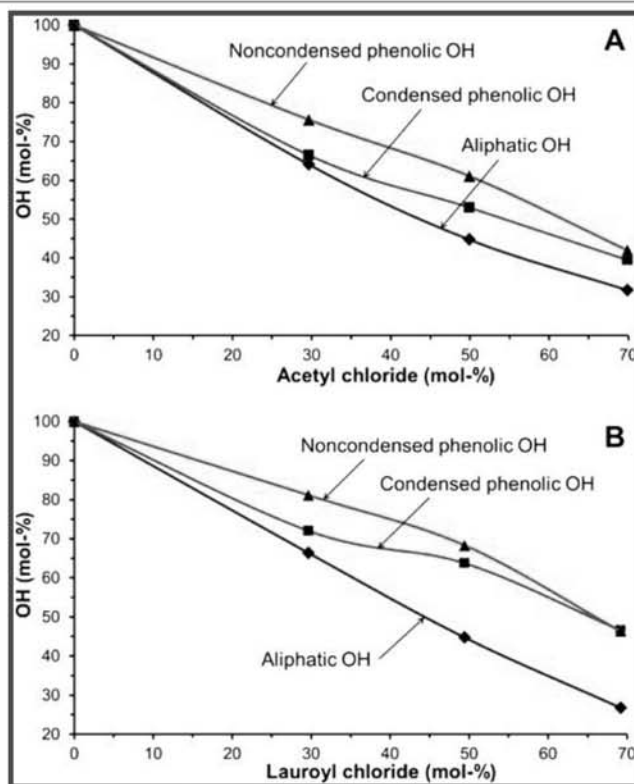 A
Noncondensed phenolic OH
Condensed phenolic OH
Aliphatic OH
OH (mol-%)
100
90
80
70
60
50
40
30
20
0 10 20 30 40 50 60 70
Acetyl chloride (mol-%)
B
Noncondensed phenolic OH
Condensed phenolic OH
Aliphatic OH
OH (mol-%)
100
90
80
70
60
50
40
30
20
0 10 20 30 40 50 60 70
Lauroyl chloride (mol-%)